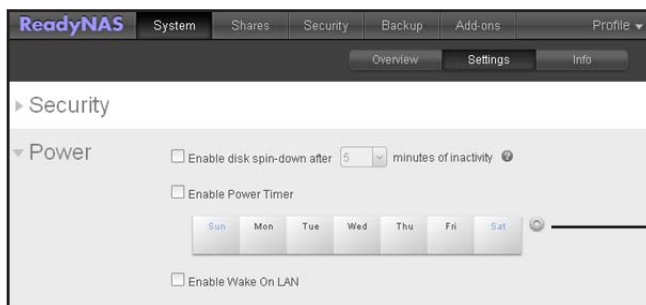 ReadyNAS System Shares Security Backup Add-ons Profile
Overview Settings Info
Security
Power
Enable disk spin-down after 5 minutes of inactivity ?
Enable Power Timer
Sun Mon Tue Wed Thu Fri Sat
Enable Wake On LAN